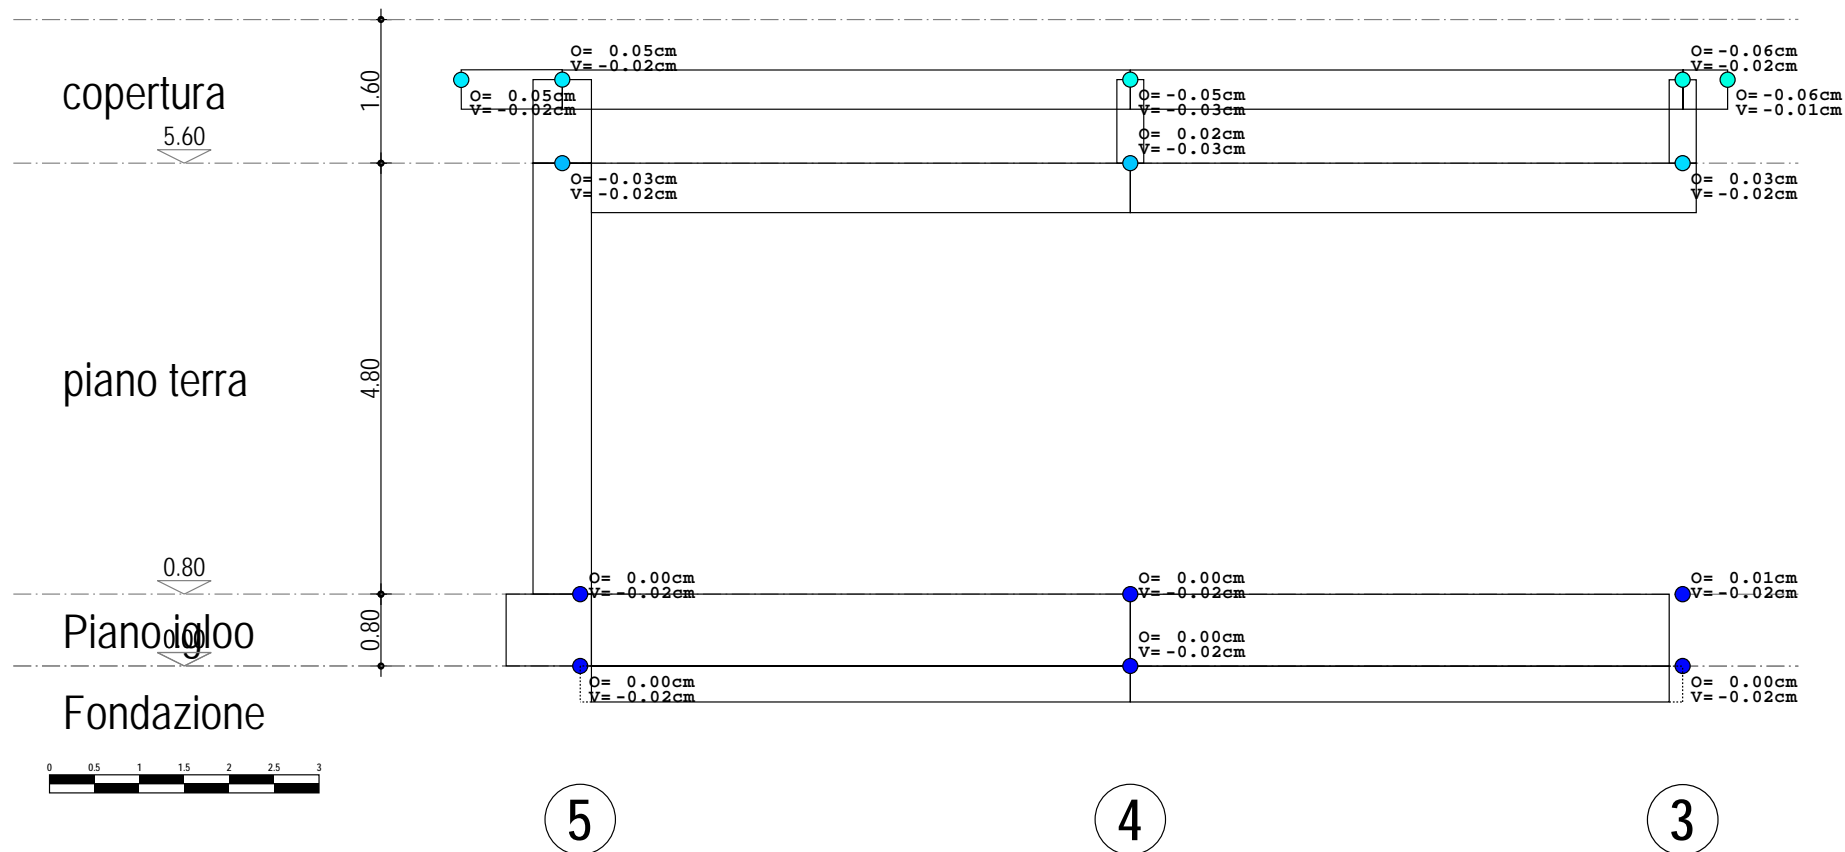 O= 0.05cm
V=-0.02cm
O=-0.06cm
V=-0.02cm
copertura
1.60
O= 0.05cm
V=-0.02cm
O=-0.05cm
V=-0.03cm
O=-0.06cm
V=-0.01cm
5.60
O= 0.02cm
V=-0.03cm
O=-0.03cm
V=-0.02cm
O= 0.03cm
V=-0.02cm
piano terra
4.80
0.80
O= 0.00cm
V=-0.02cm
O= 0.00cm
V=-0.02cm
O= 0.01cm
V=-0.02cm
Piano igloo
0.00
0.80
O= 0.00cm
V=-0.02cm
O= 0.00cm
V=-0.02cm
O= 0.00cm
V=-0.02cm
Fondazione
0 0.5 1 1.5 2 2.5 3
5 4 3